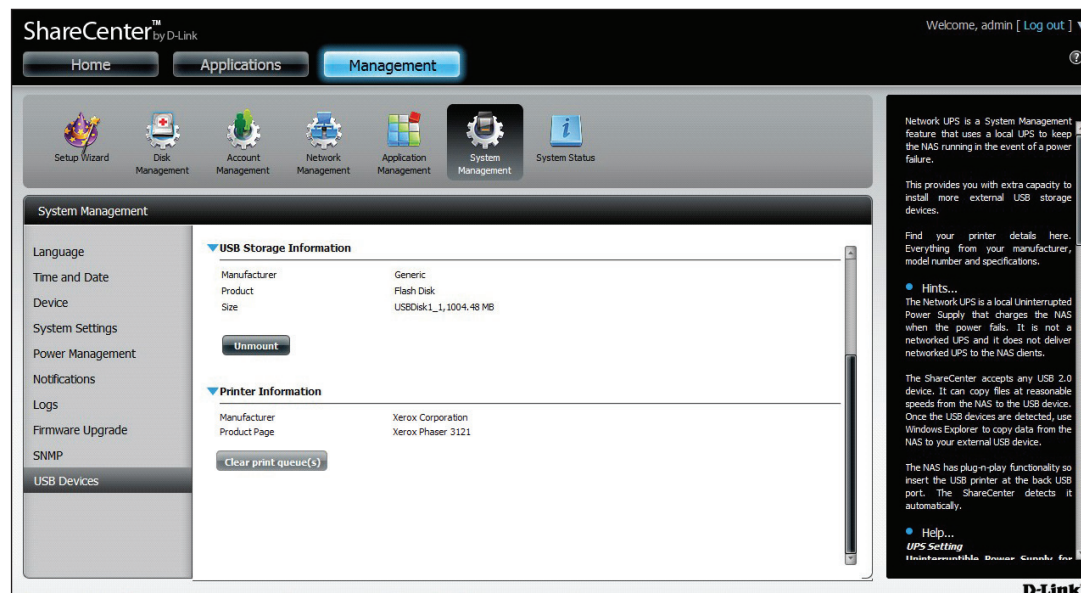 ShareCenter™ by D-Link
Welcome, admin [ Log out ]
Home Applications Management
Setup Wizard
Disk Management
Account Management
Network Management
Application Management
System Management
System Status
System Management
Language
Time and Date
Device
System Settings
Power Management
Notifications
Logs
Firmware Upgrade
SNMP
USB Devices
USB Storage Information
Manufacturer Generic
Product Flash Disk
Size USBDisk1_1,1004.48 MB
Unmount
Printer Information
Manufacturer Xerox Corporation
Product Page Xerox Phaser 3121
Clear print queue(s)
Network UPS is a System Management
feature that uses a local UPS to keep
the NAS running in the event of a power
failure.
This provides you with extra capacity to
install more external USB storage
devices.
Find your printer details here.
Everything from your manufacturer,
model number and specifications.
Hints...
The Network UPS is a local Uninterrupted
Power Supply that charges the NAS
when the power fails. It is not a
networked UPS and it does not deliver
networked UPS to the NAS clients.
The ShareCenter accepts any USB 2.0
device. It can copy files at reasonable
speeds from the NAS to the USB device.
Once the USB devices are detected, use
Windows Explorer to copy data from the
NAS to your external USB device.
The NAS has plug-n-play functionality so
insert the USB printer at the back USB
port. The ShareCenter detects it
automatically.
Help...
UPS Setting
Uninterruptible Power Supply for
D-Link